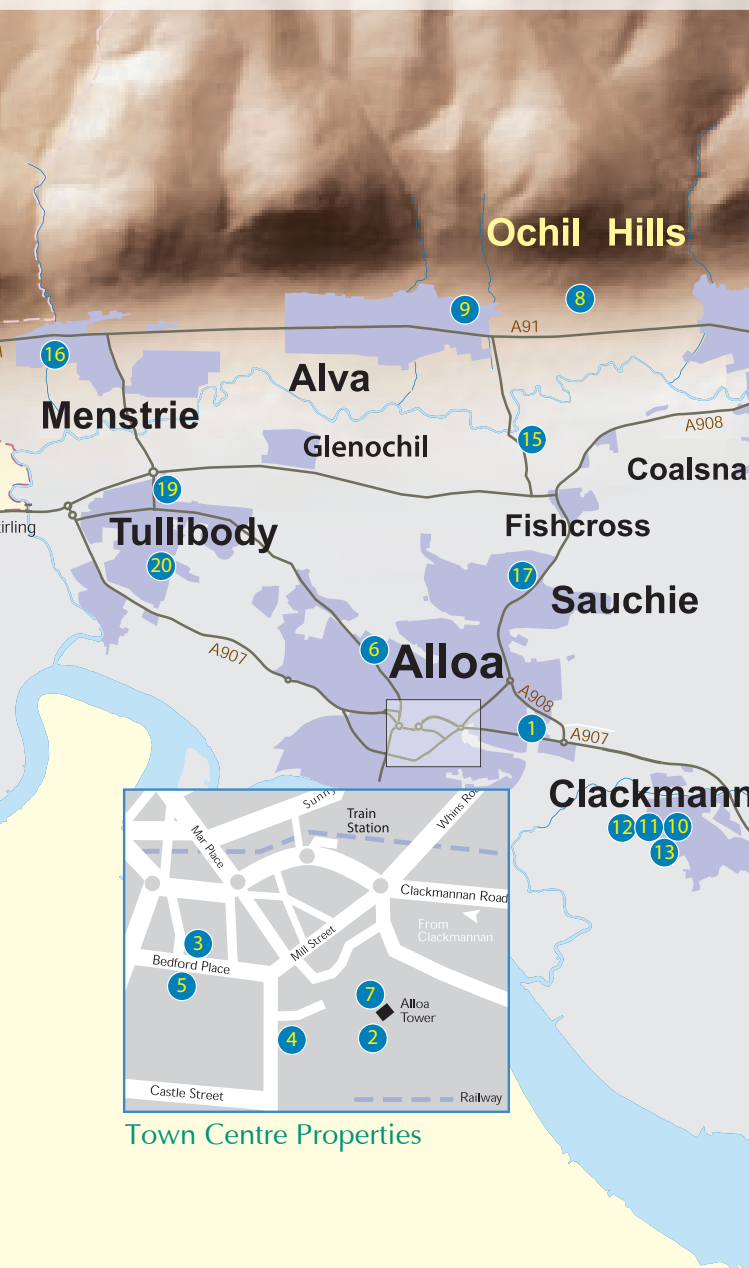 Ochil Hills
8
9
A91
16
Alva
Menstrie
A908
15
Glenochil
Coalsna
19
irling
Fishcross
Tullibody
20
17
Sauchie
6
A907
Alloa
A908
1
A907
Clackmann
12
11
10
13
Sunny
Train
Station
Whins Ro
Mar Place
Clackmannan Road
From
Clackmannan
3
Mill Street
Bedford Place
5
7
Alloa
Tower
4
2
Castle Street
Railway
Town Centre Properties